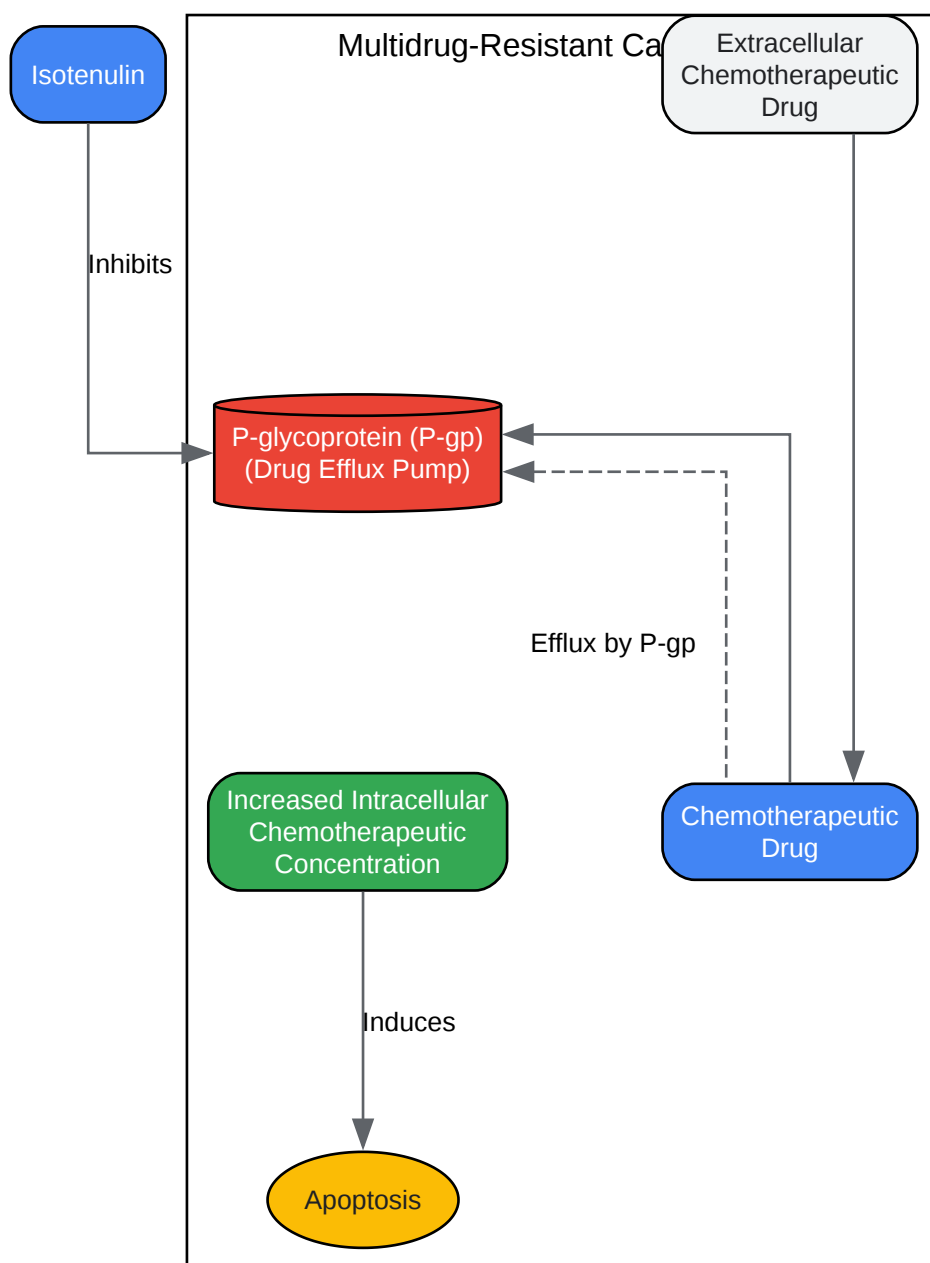 Multidrug-Resistant Ca
Extracellular
Chemotherapeutic
Drug
Isotenulin
Inhibits
P-glycoprotein (P-gp)
(Drug Efflux Pump)
Efflux by P-gp
Increased Intracellular
Chemotherapeutic
Concentration
Chemotherapeutic
Drug
Induces
Apoptosis